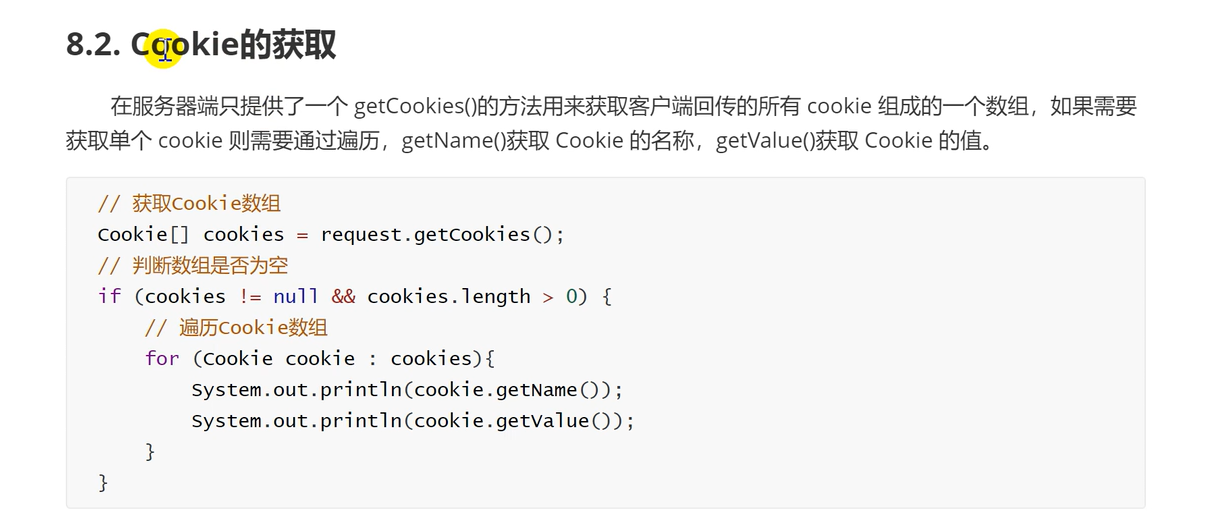 8.2. Cookie的获取
在服务器端只提供了一个 getCookies()的方法用来获取客户端回传的所有 cookie 组成的一个数组，如果需要
获取单个 cookie 则需要通过遍历，getName()获取 Cookie 的名称，getValue()获取 Cookie 的值。
// 获取Cookie数组
Cookie[] cookies = request.getCookies();
// 判断数组是否为空
if (cookies != null && cookies.length > 0) {
// 遍历Cookie数组
for (Cookie cookie : cookies){
System.out.println(cookie.getName());
System.out.println(cookie.getValue());
}
}